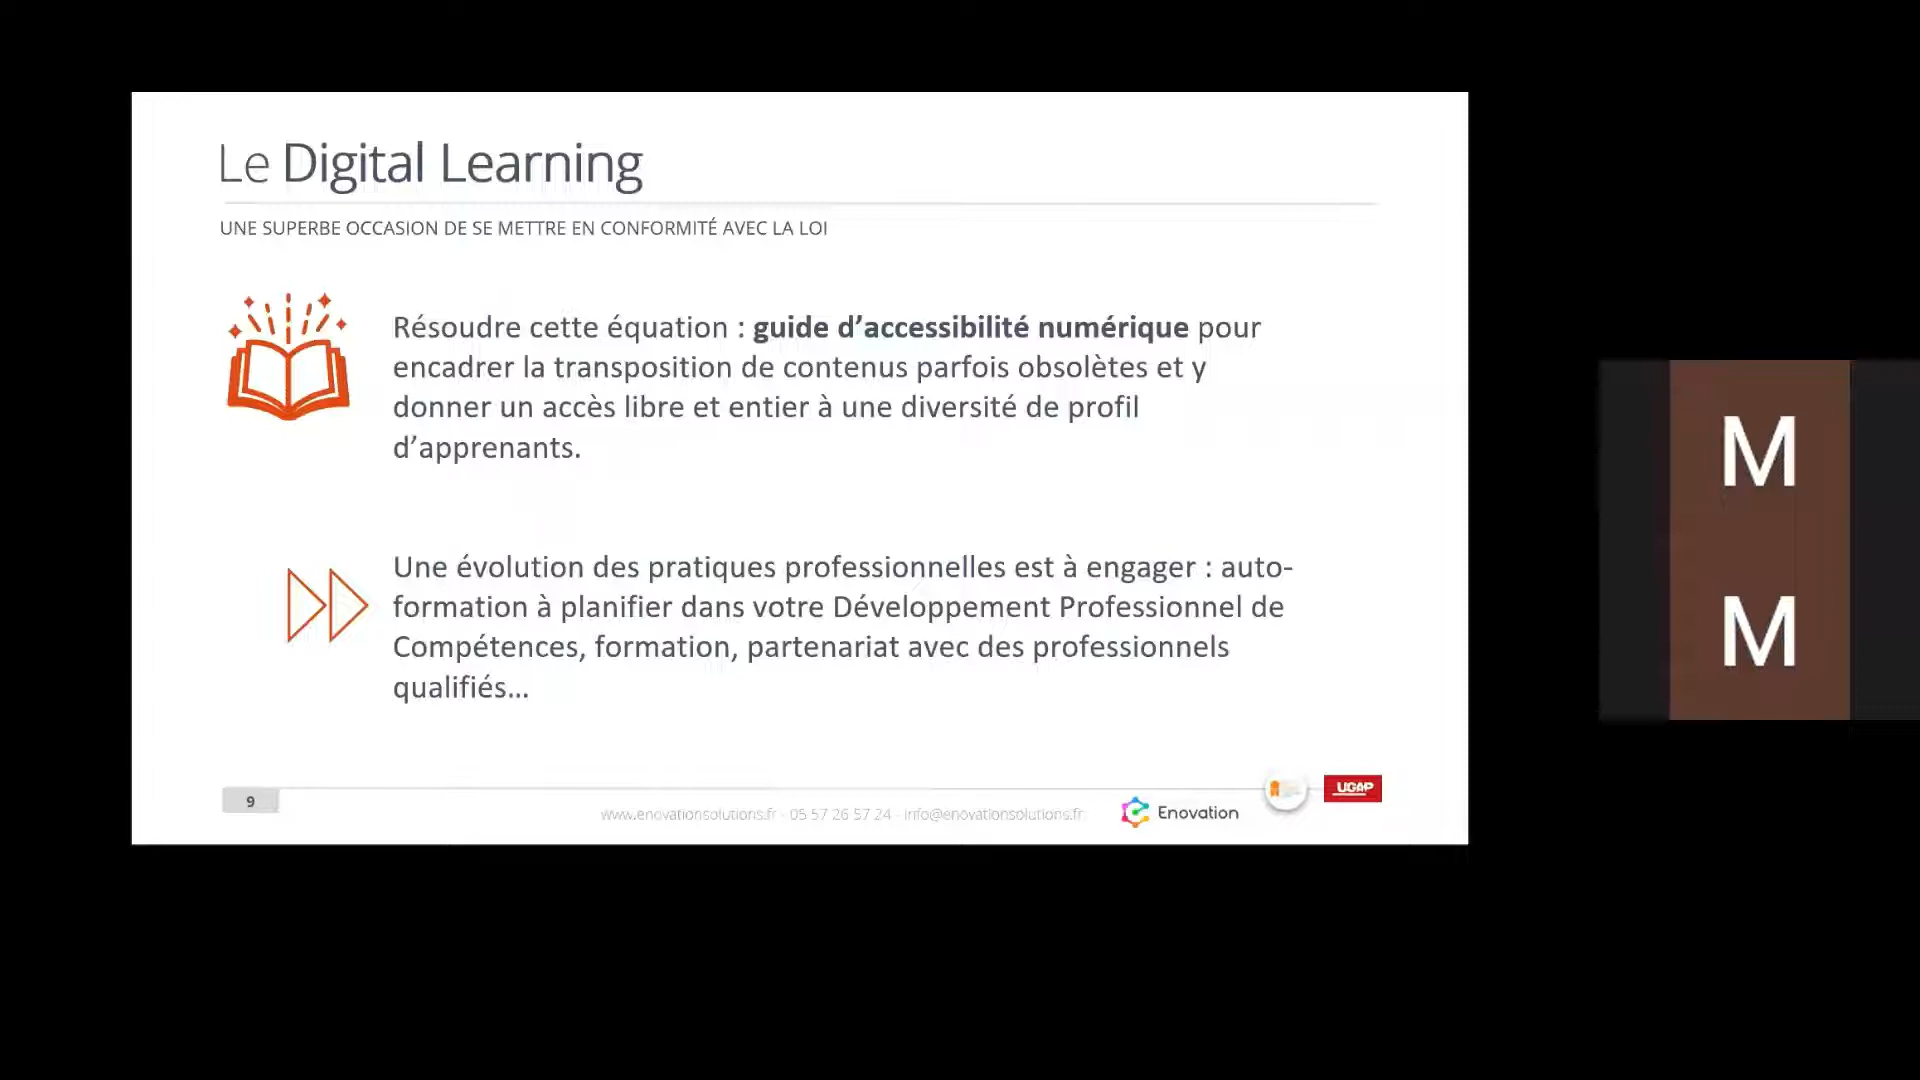 Le Digital Learning
UNE SUPERBE OCCASION DE SE METTRE EN CONFORMITÉ AVEC LA LOI
Résoudre cette équation : guide d’accessibilité numérique pour
encadrer la transposition de contenus parfois obsolètes et y
donner un accès libre et entier à une diversité de profil
d’apprenants.
Une évolution des pratiques professionnelles est à engager : auto-
formation à planifier dans votre Développement Professionnel de
Compétences, formation, partenariat avec des professionnels
qualifiés…
9
www.enovationsolutions.fr - 05 57 26 57 24 - info@enovationsolutions.fr
Enovation
UGAP
M
M